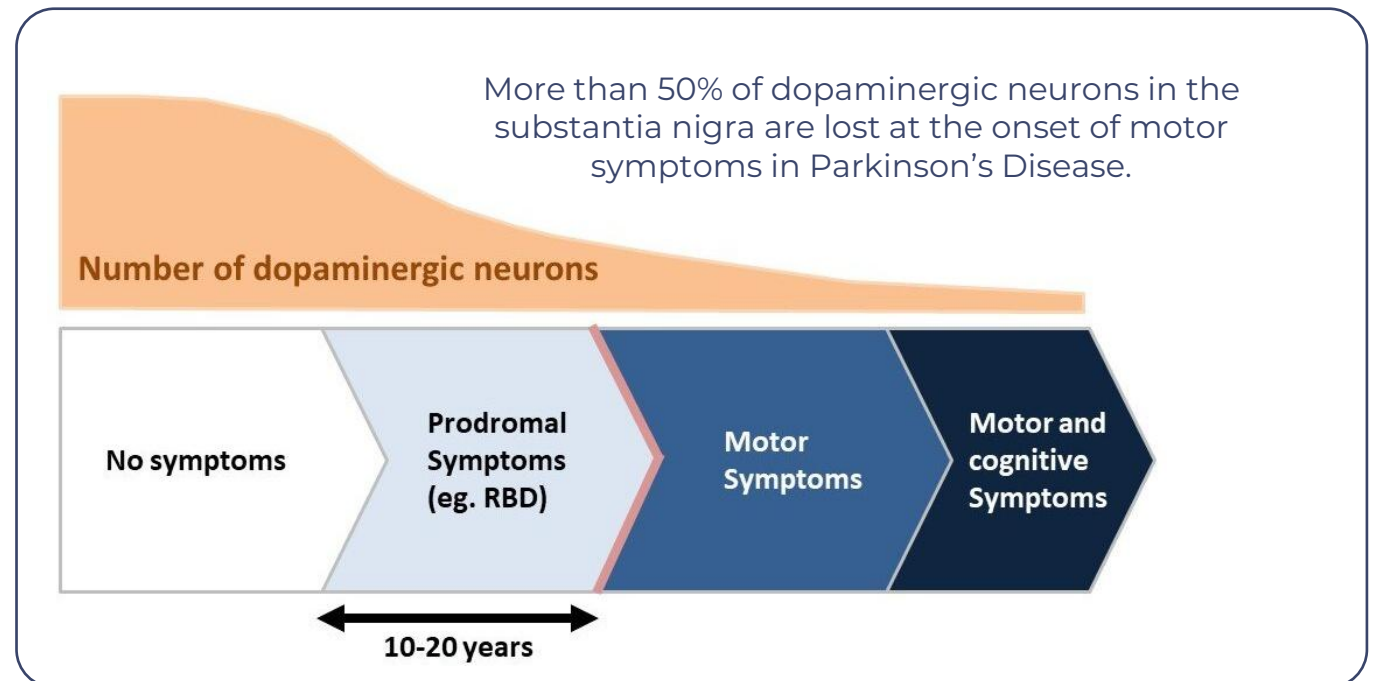 More than 50% of dopaminergic neurons in the
substantia nigra are lost at the onset of motor
symptoms in Parkinson’s Disease.
Number of dopaminergic neurons
No symptoms
Prodromal
Symptoms
(eg. RBD)
Motor
Symptoms
Motor and
cognitive
Symptoms
10-20 years